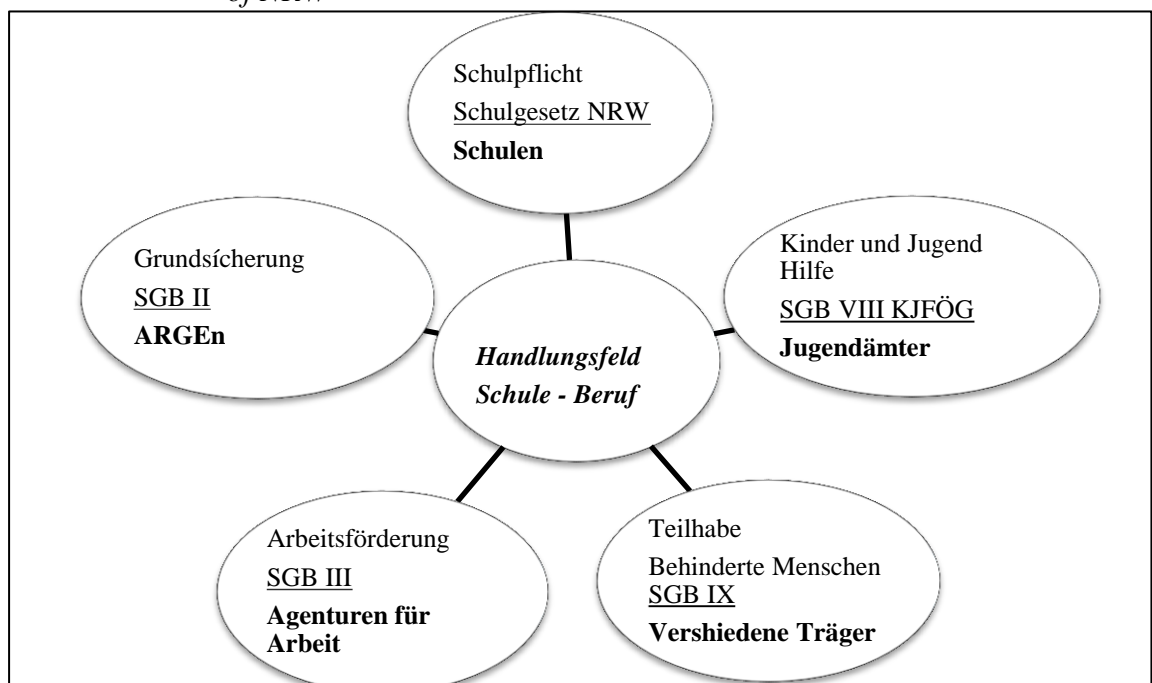 of NRW
Schulpflicht
Schulgesetz NRW
Schulen
Grundsícherung
SGB II
ARGEn
Kinder und Jugend
Hilfe
SGB VIII KJFÖG
Jugendämter
Handlungsfeld
Schule - Beruf
Arbeitsförderung
SGB III
Agenturen für
Arbeit
Teilhabe
Behinderte Menschen
SGB IX
Vershiedene Träger